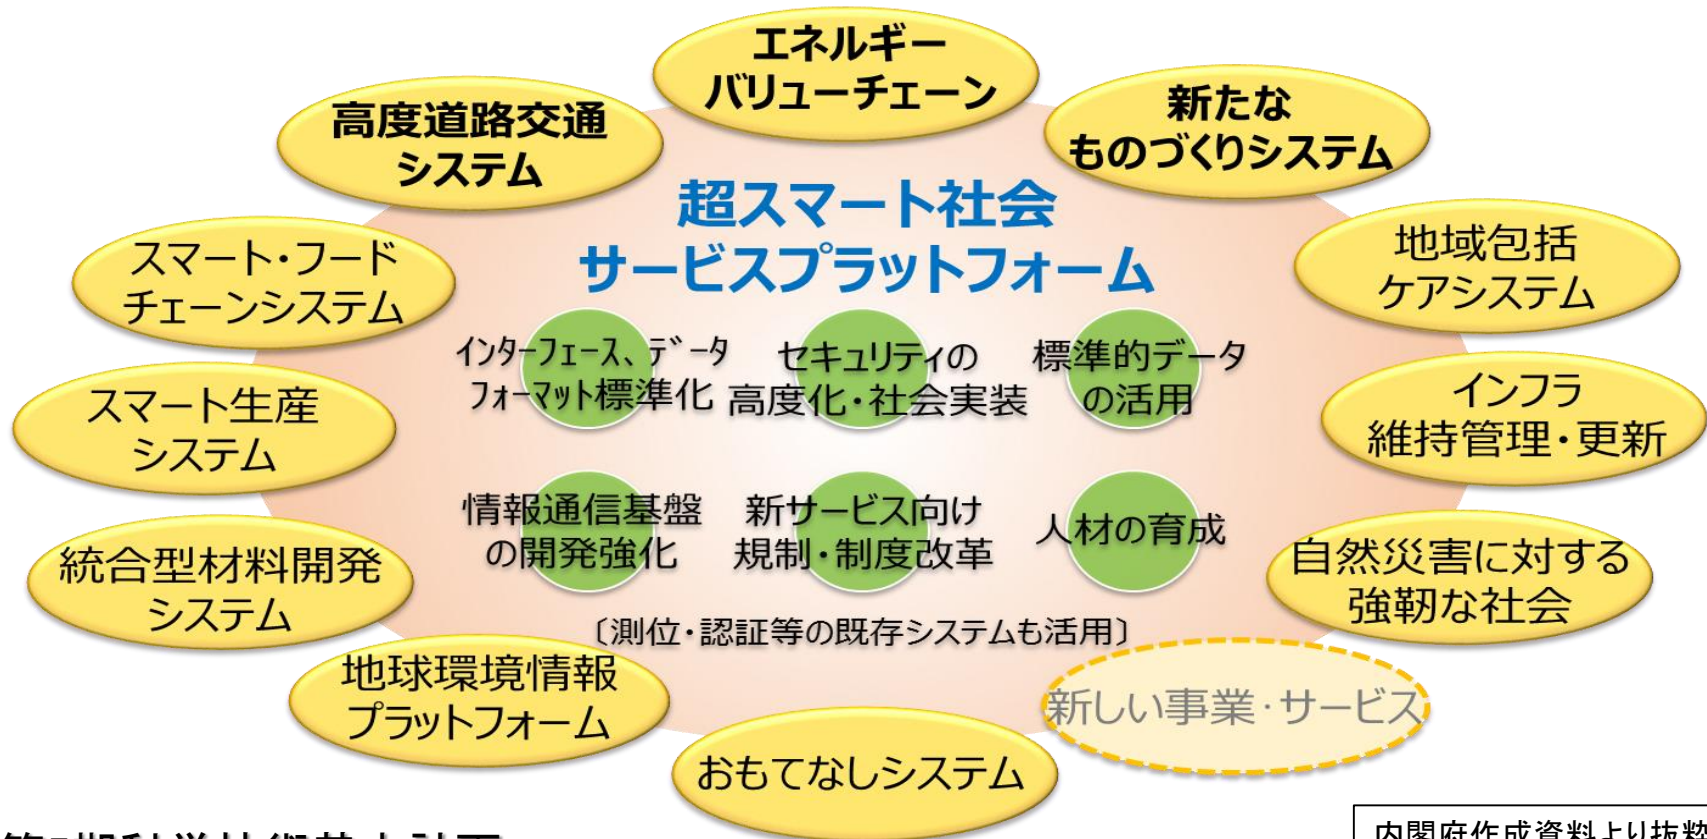 エネルギー
バリューチェーン
高度道路交通
システム
新たな
ものづくりシステム
超スマート社会
サービスプラットフォーム
スマート・フード
チェーンシステム
地域包括
ケアシステム
インターフェース、データ
フォーマット標準化
セキュリティの
高度化・社会実装
標準的データ
の活用
スマート生産
システム
インフラ
維持管理・更新
情報通信基盤
の開発強化
新サービス向け
規制・制度改革
人材の育成
統合型材料開発
システム
自然災害に対する
強靭な社会
〔測位・認証等の既存システムも活用〕
地球環境情報
プラットフォーム
新しい事業・サービス
おもてなしシステム
内閣府作成資料より抜粋